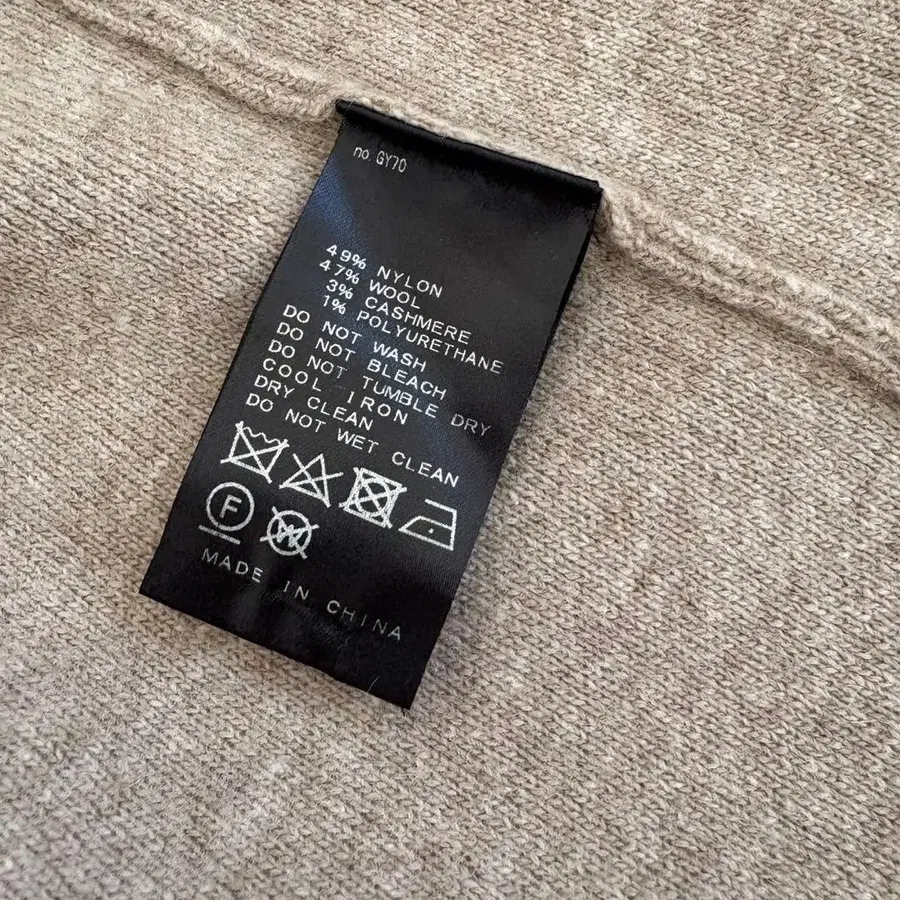 no. GY70
49% NYLON
47% WOOL
3% CASHMERE
1% POLYURETHANE
DO NOT WASH
DO NOT BLEACH
DO NOT TUMBLE DRY
COOL IRON
DRY CLEAN
DO NOT WET CLEAN
F W
MADE IN CHINA